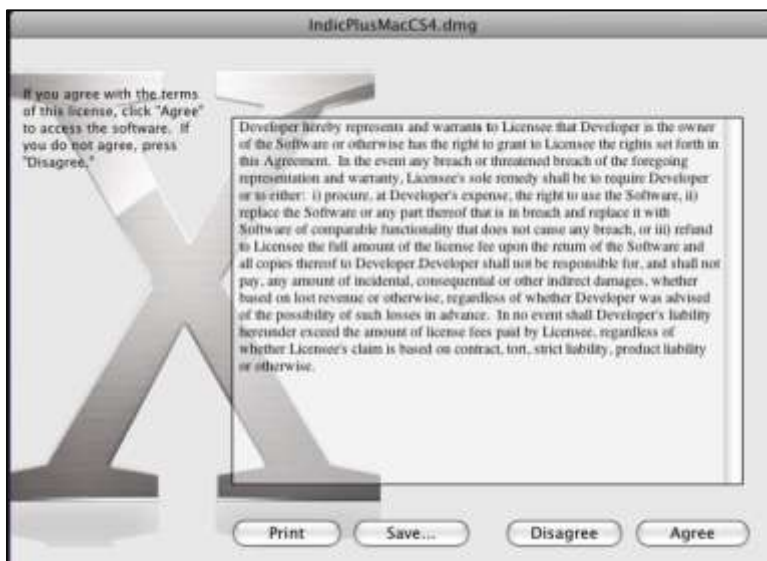 IndicPlusMacCS4.dmg
If you agree with the terms
of this license, click "Agree"
to access the software. If
you do not agree, press
"Disagree."
Developer hereby represents and warrants to Licensee that Developer is the owner
of the Software or otherwise has the right to grant to Licensee the rights set forth in
this Agreement. In the event any breach or threatened breach of the foregoing
representation and warranty, Licensee's sole remedy shall be to require Developer
or to either: i) procure, at Developer's expense, the right to use the Software, ii)
replace the Software or any part thereof that is in breach and replace it with
Software of comparable functionality that does not cause any breach, or iii) refund
to Licensee the full amount of the license fee upon the return of the Software and
all copies thereof to Developer.Developer shall not be responsible for, and shall not
pay, any amount of incidental, consequential or other indirect damages, whether
based on lost revenue or otherwise, regardless of whether Developer was advised
of the possibility of such losses in advance. In no event shall Developer's liability
hereunder exceed the amount of license fees paid by Licensee, regardless of
whether Licensee's claim is based on contract, tort, strict liability, product liability
or otherwise.
Print Save... Disagree Agree